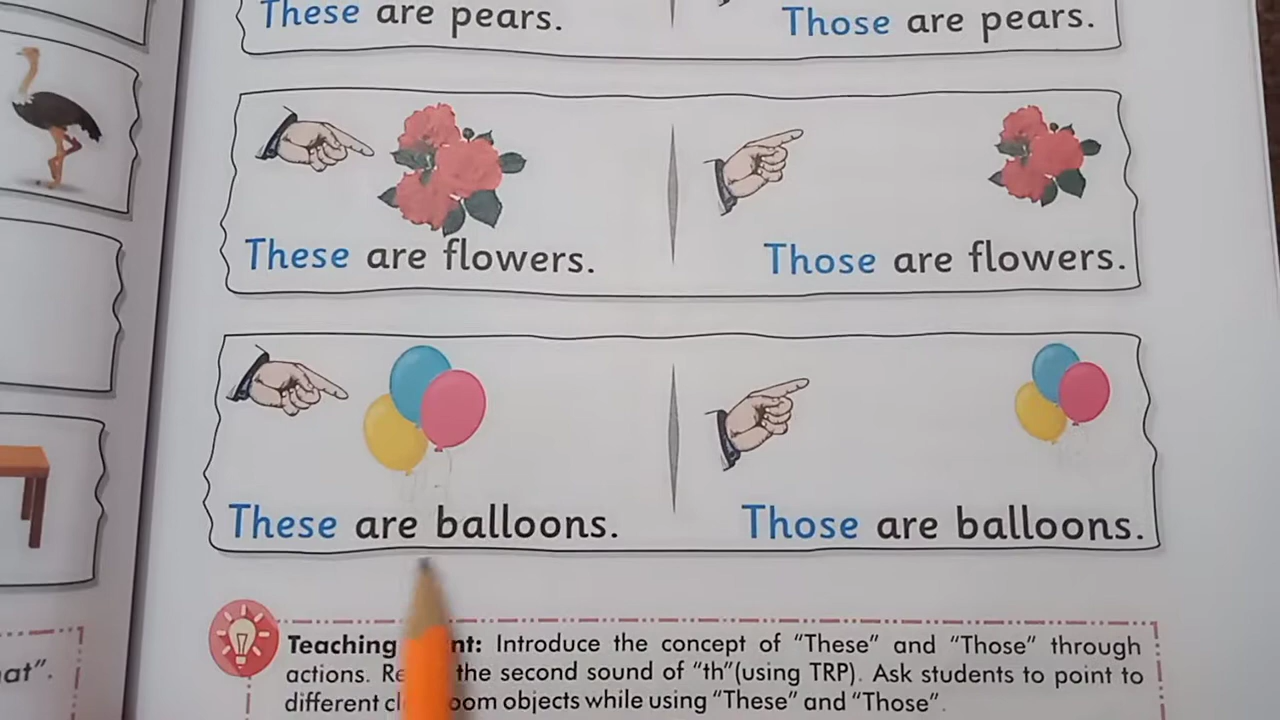 These are pears.
Those are pears.
These are flowers.
Those are flowers.
These are balloons.
Those are balloons.
Teaching nt: Introduce the concept of “These” and “Those” through
actions. Re the second sound of “th”(using TRP). Ask students to point to
different cl oom objects while using “These” and “Those”.
at”.